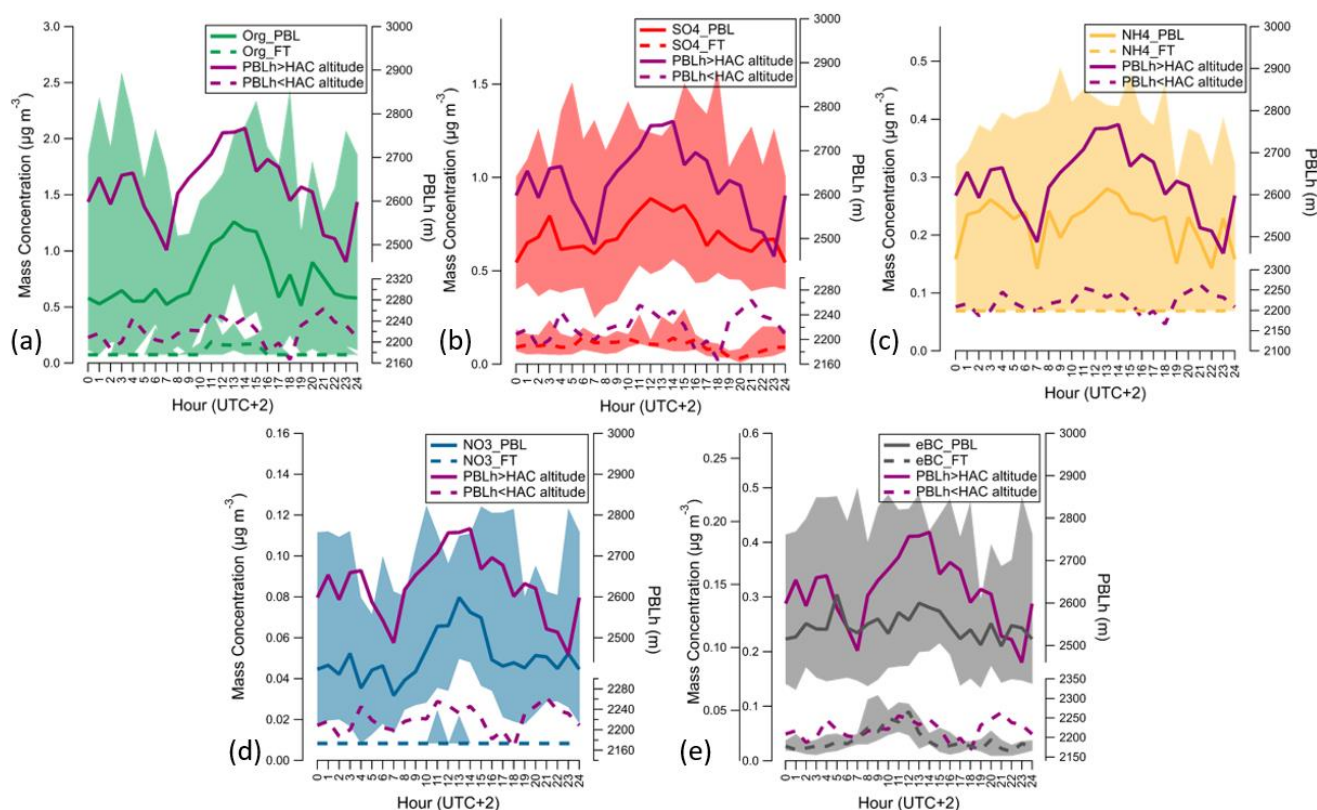 3.0
2.5
2.0
1.5
1.0
0.5
0.0
Mass Concentration (µg m⁻³)
Org_PBL
Org_FT
PBLh>HAC altitude
PBLh<HAC altitude
3000
2900
2800
2700
2600
2500
2320
2280
2240
2200
2160
PBLh (m)
0 1 2 3 4 5 6 7 8 9 10 11 12 13 14 15 16 17 18 19 20 21 22 23 24
Hour (UTC+2)
(a)
1.5
1.0
0.5
0.0
Mass Concentration (µg m⁻³)
SO4_PBL
SO4_FT
PBLh>HAC altitude
PBLh<HAC altitude
3000
2900
2800
2700
2600
2500
2280
2240
2200
2160
PBLh (m)
0 1 2 3 4 5 6 7 8 9 10 11 12 13 14 15 16 17 18 19 20 21 22 23 24
Hour (UTC+2)
(b)
0.5
0.4
0.3
0.2
0.1
0.0
Mass Concentration (µg m⁻³)
NH4_PBL
NH4_FT
PBLh>HAC altitude
PBLh<HAC altitude
3000
2900
2800
2700
2600
2500
2300
2250
2200
2150
2100
PBLh (m)
0 1 2 3 4 5 6 7 8 9 10 11 12 13 14 15 16 17 18 19 20 21 22 23 24
Hour (UTC+2)
(c)
0.16
0.14
0.12
0.10
0.08
0.06
0.04
0.02
0.00
Mass Concentration (µg m⁻³)
NO3_PBL
NO3_FT
PBLh>HAC altitude
PBLh<HAC altitude
3000
2900
2800
2700
2600
2500
2280
2240
2200
2160
PBLh (m)
0 1 2 3 4 5 6 7 8 9 10 11 12 13 14 15 16 17 18 19 20 21 22 23 24
Hour (UTC+2)
(d)
0.6
0.5
0.4
0.3
0.2
0.1
0.0
0.25
0.20
0.15
0.10
0.05
0.00
Mass Concentration (µg m⁻³)
eBC_PBL
eBC_FT
PBLh>HAC altitude
PBLh<HAC altitude
3000
2900
2800
2700
2600
2500
2350
2300
2250
2200
2150
PBLh (m)
0 1 2 3 4 5 6 7 8 9 10 11 12 13 14 15 16 17 18 19 20 21 22 23 24
Hour (UTC+2)
(e)